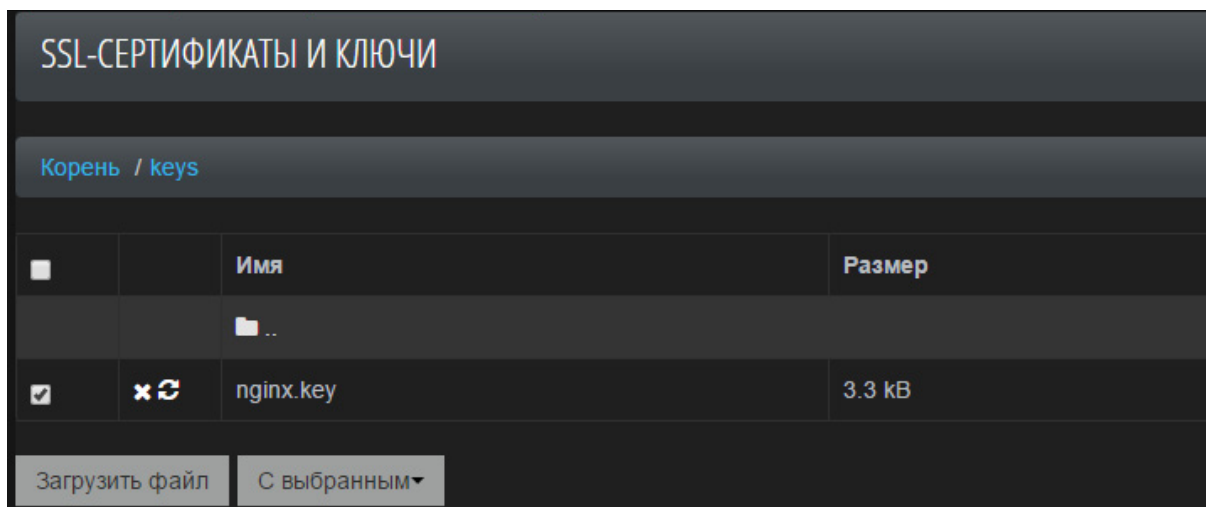 SSL-СЕРТИФИКАТЫ И КЛЮЧИ
Корень / keys
Имя Размер
..
nginx.key 3.3 kB
Загрузить файл С выбранным